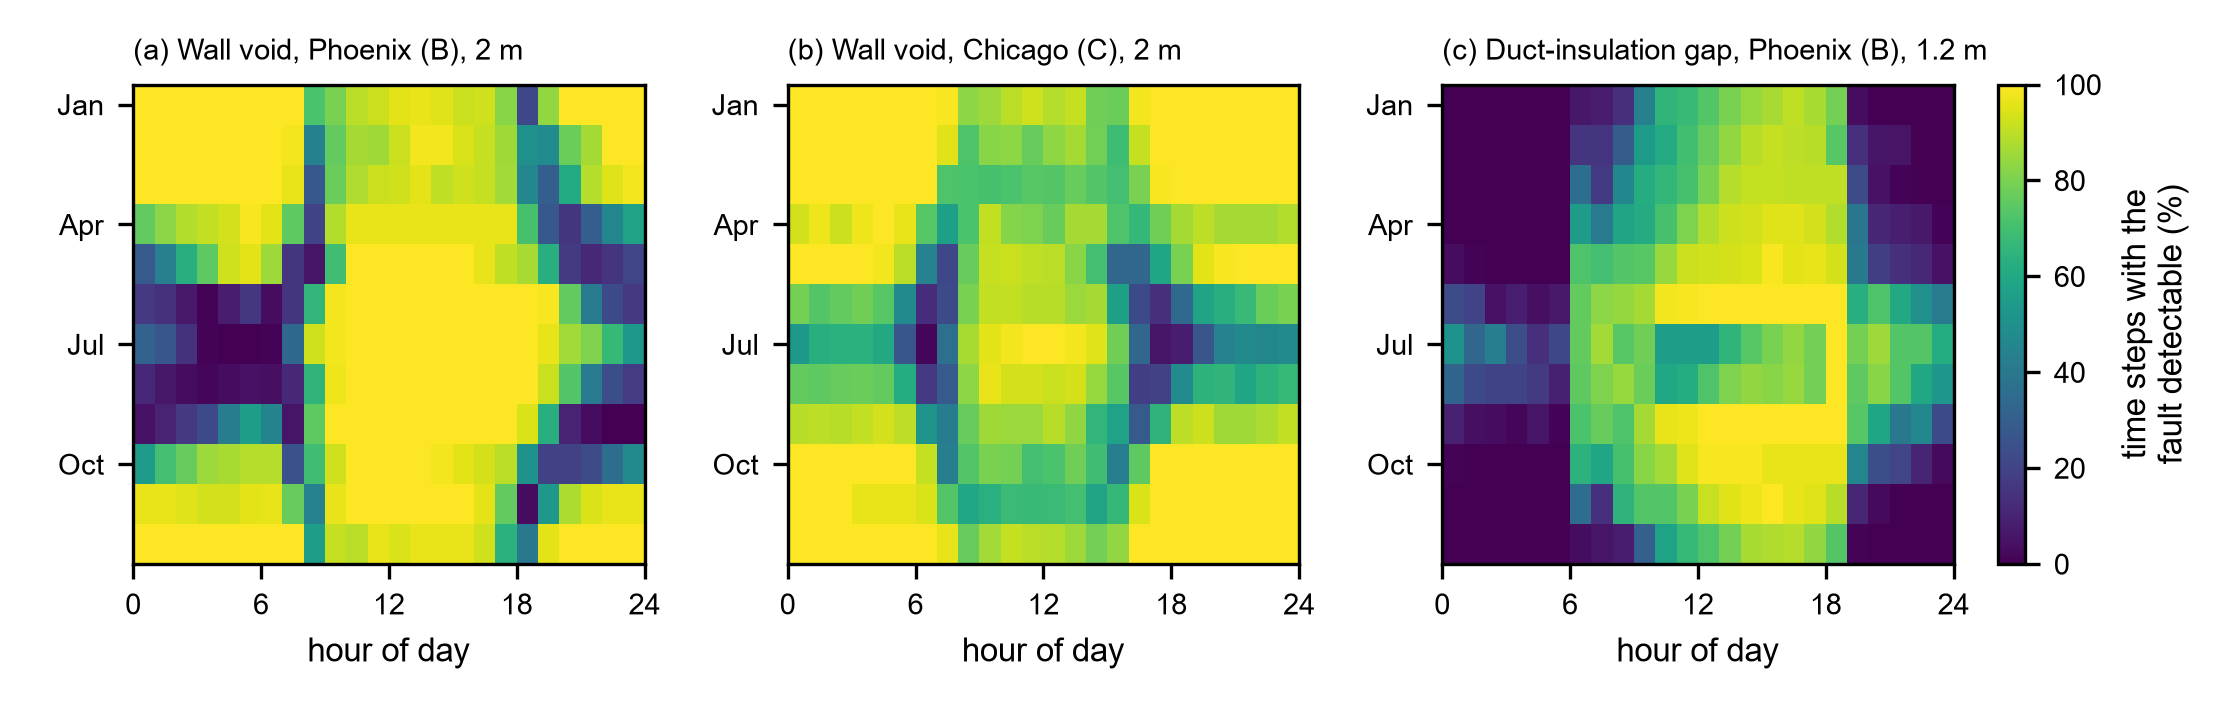 (a) Wall void, Phoenix (B), 2 m
(b) Wall void, Chicago (C), 2 m
(c) Duct-insulation gap, Phoenix (B), 1.2 m
Jan
Apr
Jul
Oct
0 6 12 18 24
hour of day
Jan
Apr
Jul
Oct
0 6 12 18 24
hour of day
Jan
Apr
Jul
Oct
0 6 12 18 24
hour of day
100
80
60
40
20
0
time steps with the
fault detectable (%)